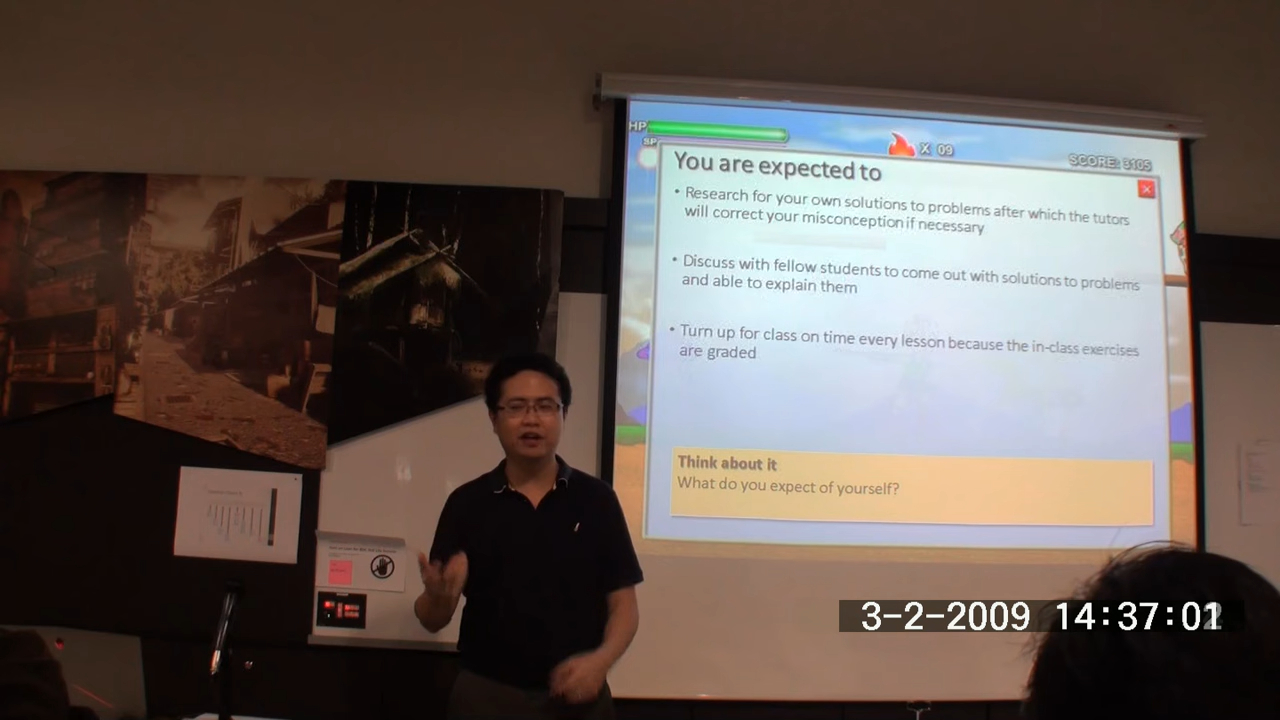 HP
SP
X 09
SCORE: 3105
You are expected to
• Research for your own solutions to problems after which the tutors
will correct your misconception if necessary
• Discuss with fellow students to come out with solutions to problems
and able to explain them
• Turn up for class on time every lesson because the in-class exercises
are graded
Think about it
What do you expect of yourself?
3-2-2009 14:37:01